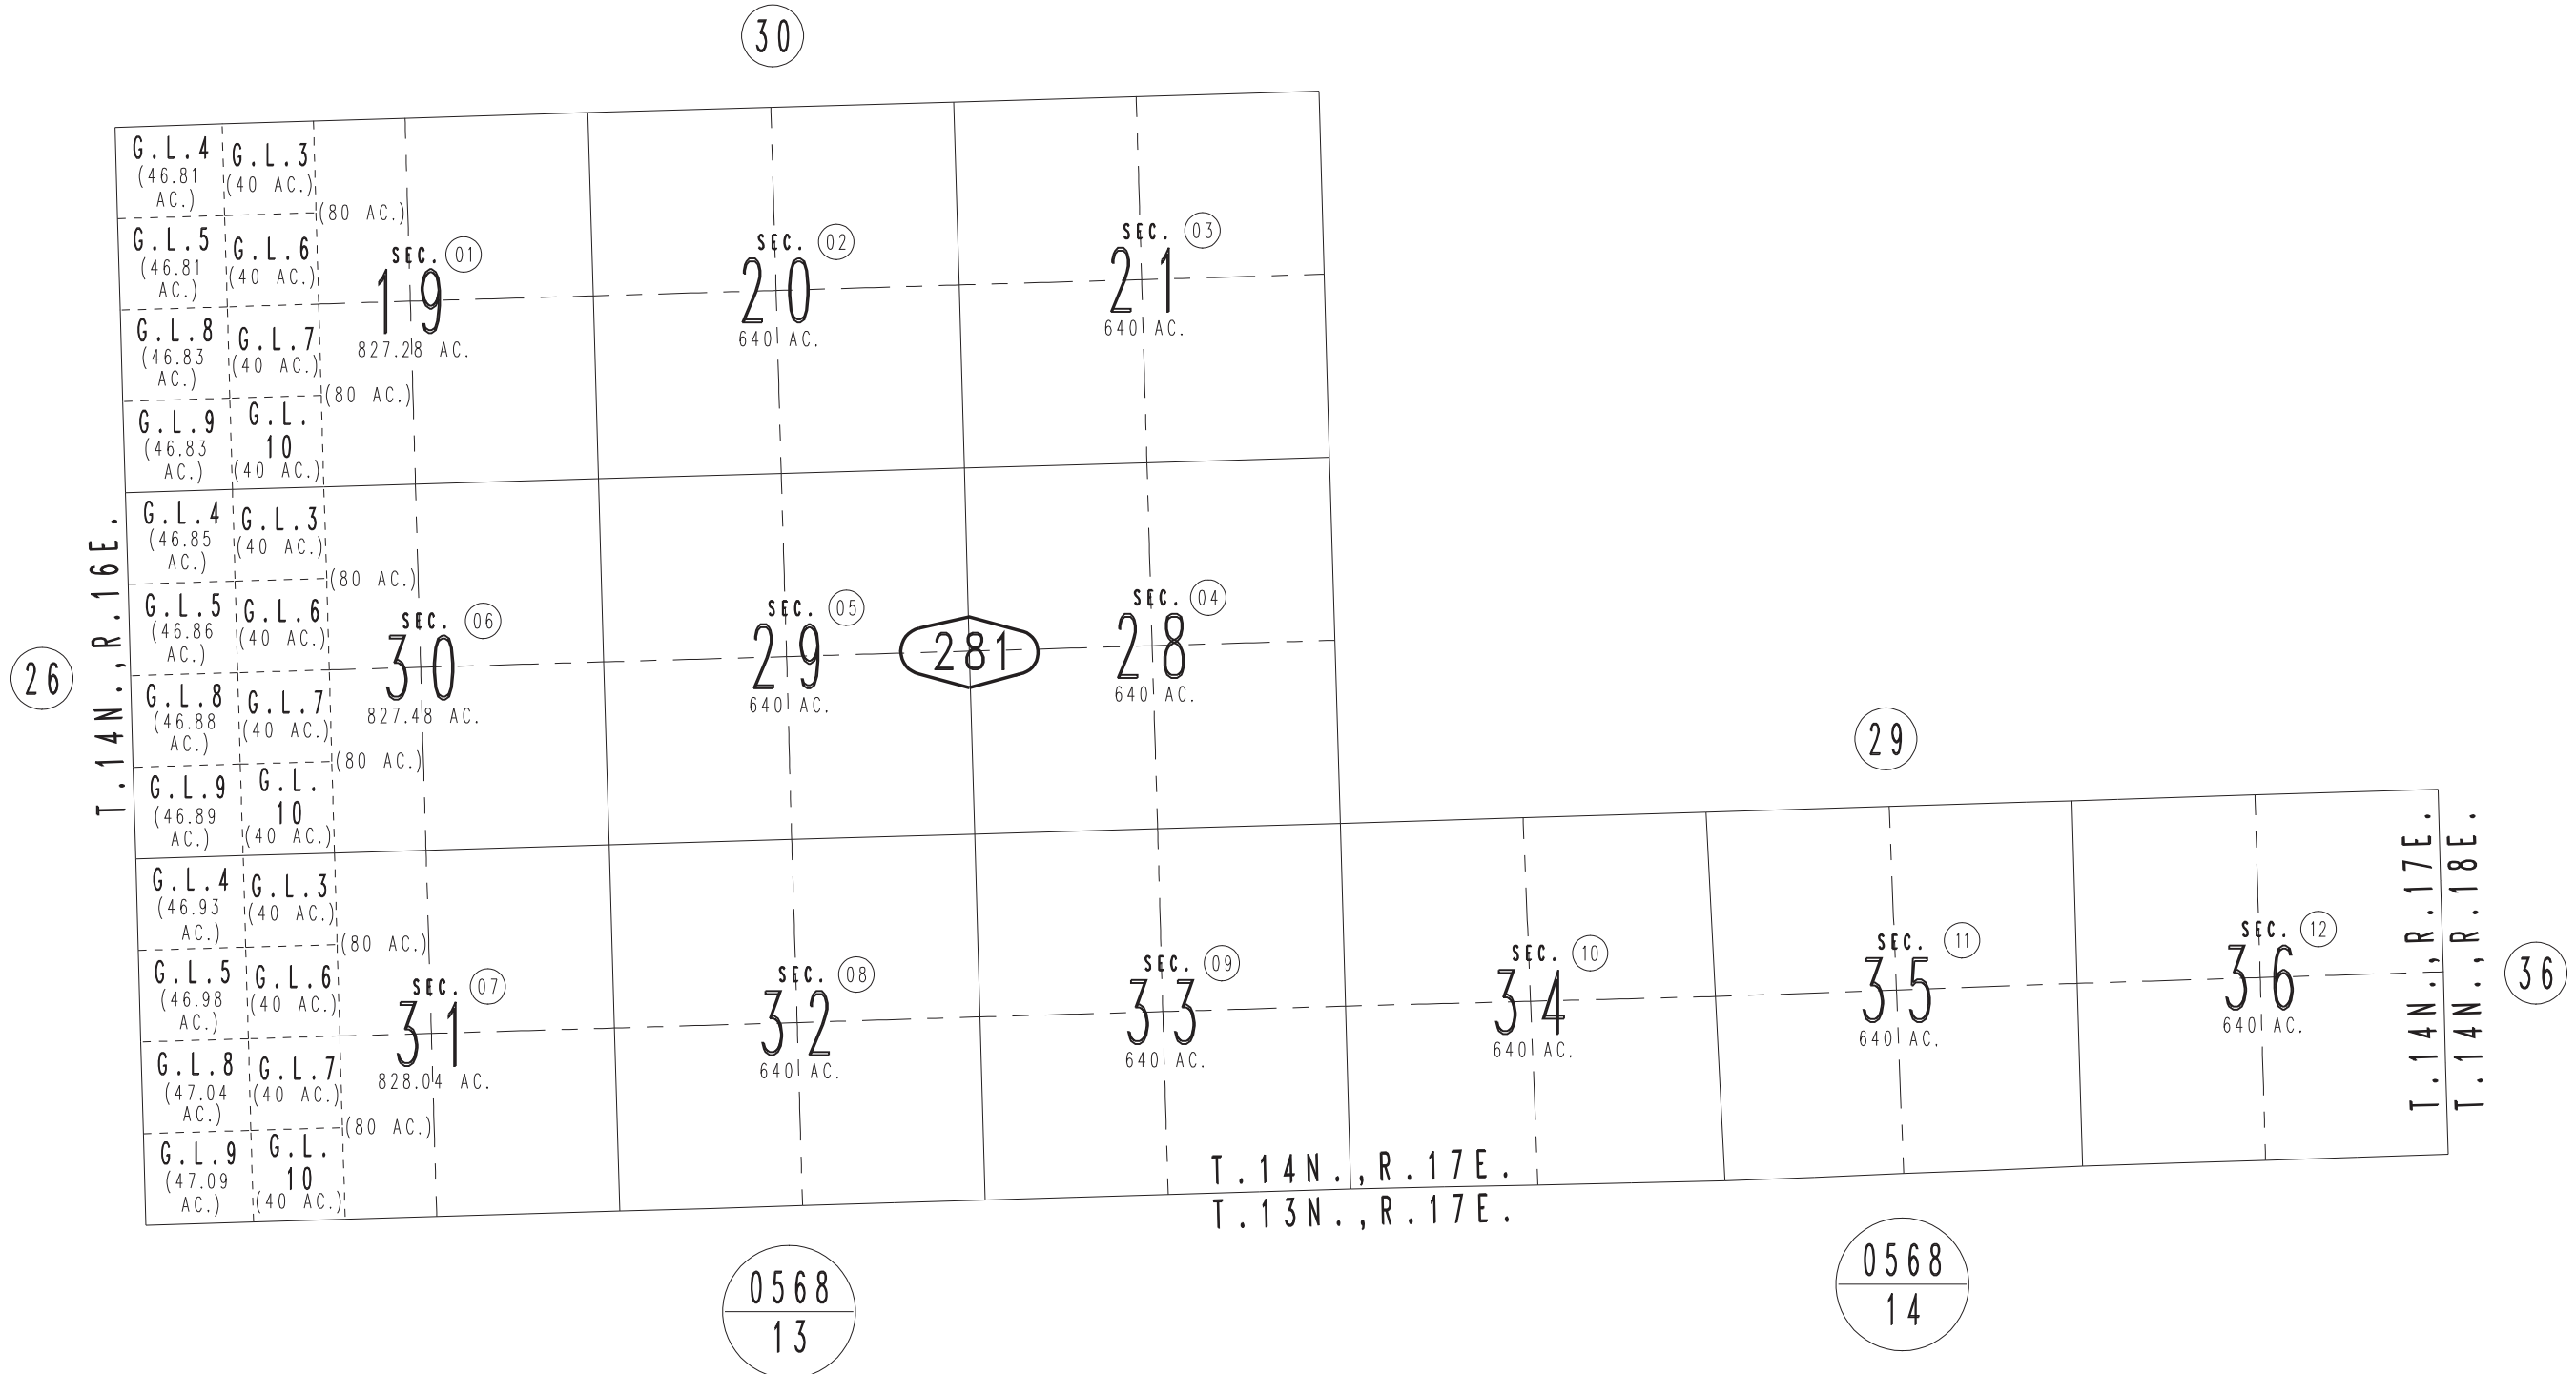 30
G.L.4
(46.81
AC.)
G.L.3
(40 AC.)
(80 AC.)
G.L.5
(46.81
AC.)
G.L.6
(40 AC.)
G.L.8
(46.83
AC.)
G.L.7
(40 AC.)
(80 AC.)
G.L.9
(46.83
AC.)
G.L.
10
(40 AC.)
SEC. 01
19
827.28 AC.
SEC. 02
20
640 AC.
SEC. 03
21
640 AC.
T.14N.,R.16E.
26
G.L.4
(46.85
AC.)
G.L.3
(40 AC.)
(80 AC.)
G.L.5
(46.86
AC.)
G.L.6
(40 AC.)
G.L.8
(46.88
AC.)
G.L.7
(40 AC.)
(80 AC.)
G.L.9
(46.89
AC.)
G.L.
10
(40 AC.)
SEC. 06
30
827.48 AC.
SEC. 05
29
640 AC.
281
SEC. 04
28
640 AC.
29
G.L.4
(46.93
AC.)
G.L.3
(40 AC.)
(80 AC.)
G.L.5
(46.98
AC.)
G.L.6
(40 AC.)
G.L.8
(47.04
AC.)
G.L.7
(40 AC.)
(80 AC.)
G.L.9
(47.09
AC.)
G.L.
10
(40 AC.)
SEC. 07
31
828.04 AC.
SEC. 08
32
640 AC.
SEC. 09
33
640 AC.
SEC. 10
34
640 AC.
SEC. 11
35
640 AC.
SEC. 12
36
640 AC.
T.14N.,R.17E.
T.14N.,R.18E.
36
T.14N.,R.17E.
T.13N.,R.17E.
0568
13
0568
14